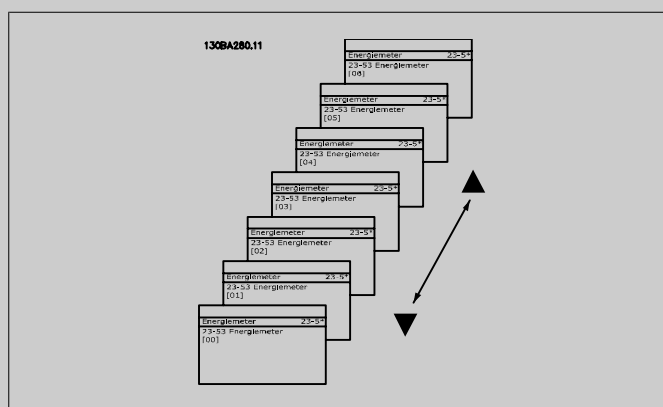 130BA280.11
Energiemeter 23-5*
23-53 Energiemeter
[06]
Energiemeter 23-5*
23-53 Energiemeter
[05]
Energiemeter 23-5*
23-53 Energiemeter
[04]
Energiemeter 23-5*
23-53 Energiemeter
[03]
Energiemeter 23-5*
23-53 Energiemeter
[02]
Energiemeter 23-5*
23-53 Energiemeter
[01]
Energiemeter 23-5*
23-53 Energiemeter
[00]